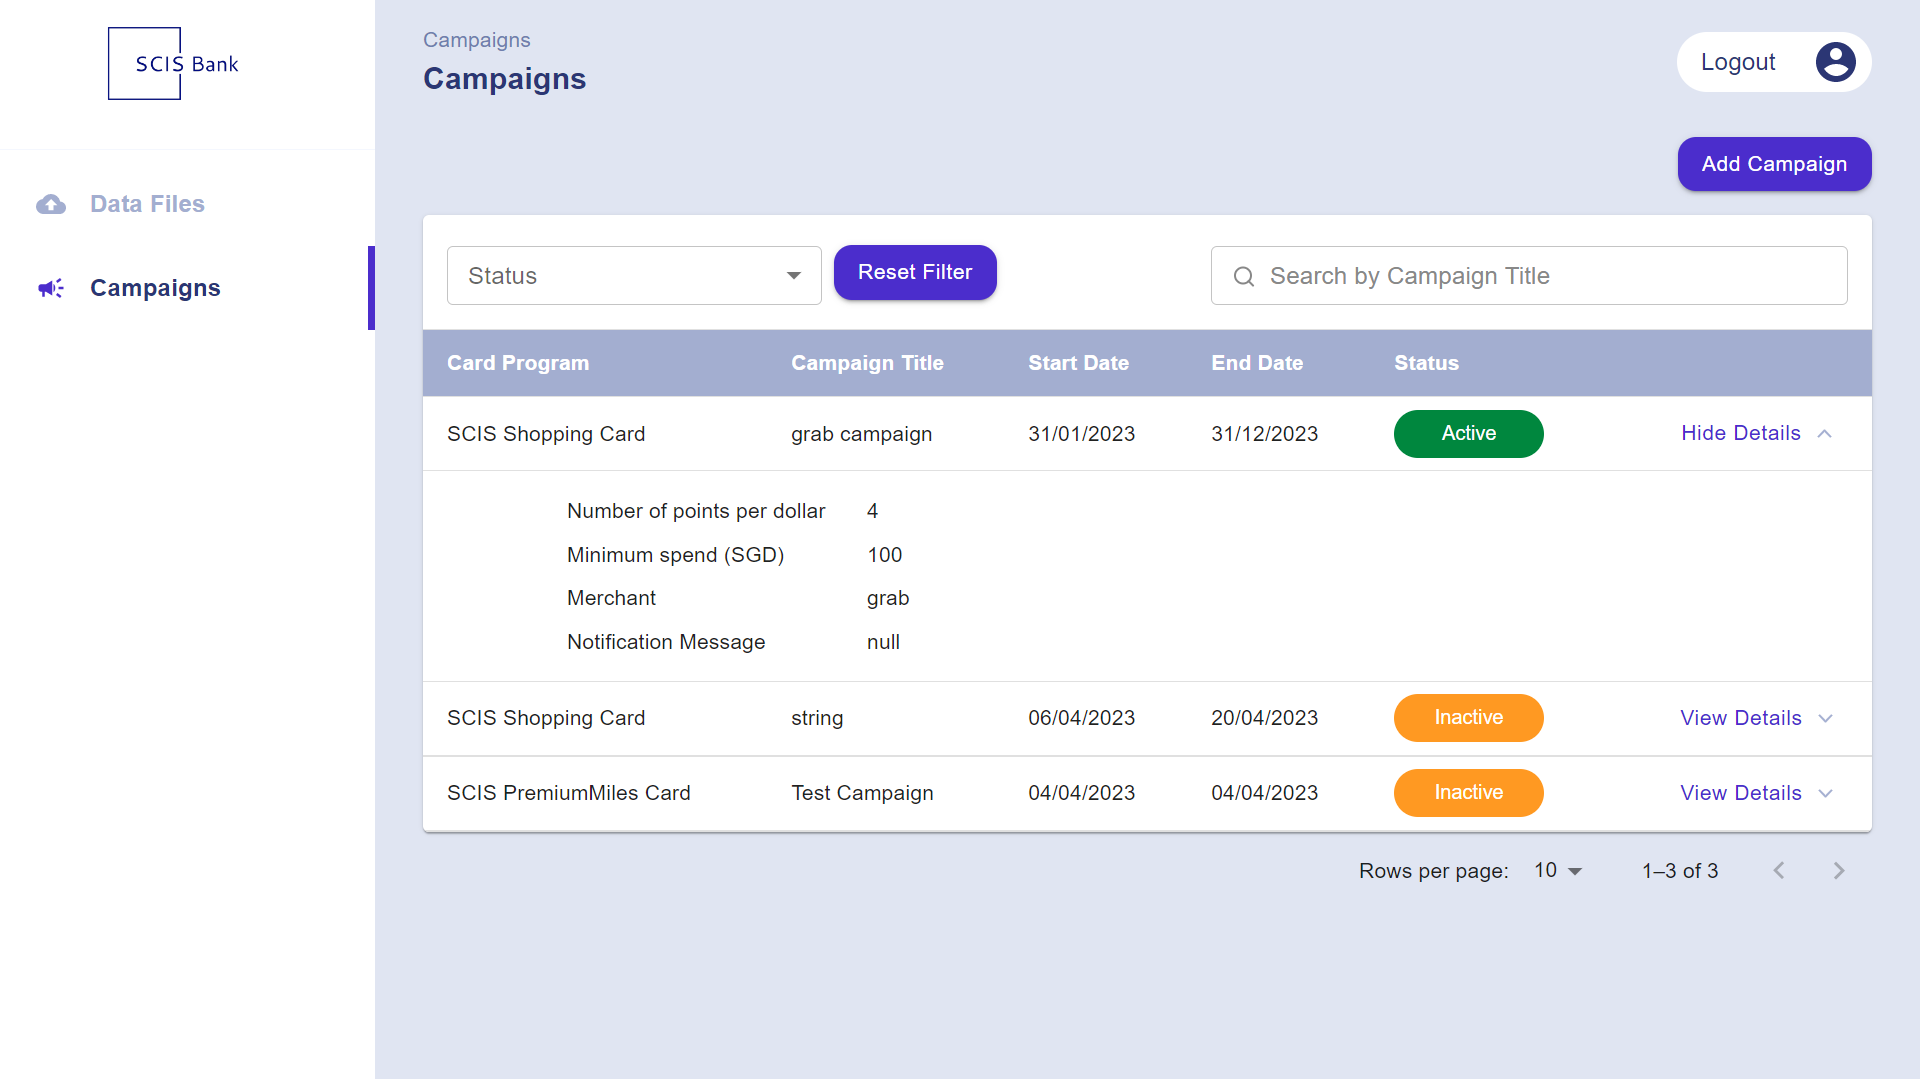 SCIS Bank
Data Files
Campaigns
Campaigns
Campaigns
Logout
Add Campaign
Status
Reset Filter
Search by Campaign Title
Card Program Campaign Title Start Date End Date Status
SCIS Shopping Card grab campaign 31/01/2023 31/12/2023 Active Hide Details
Number of points per dollar 4
Minimum spend (SGD) 100
Merchant grab
Notification Message null
SCIS Shopping Card string 06/04/2023 20/04/2023 Inactive View Details
SCIS PremiumMiles Card Test Campaign 04/04/2023 04/04/2023 Inactive View Details
Rows per page: 10 1–3 of 3